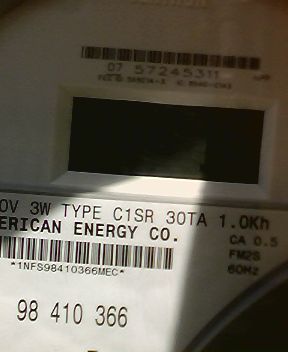 07 57245311
0V 3W TYPE C1SR 30TA 1.0Kh
ERICAN ENERGY CO.
CA 0.5
*1NFS98410366MEC*
FM2S
60Hz
98 410 366